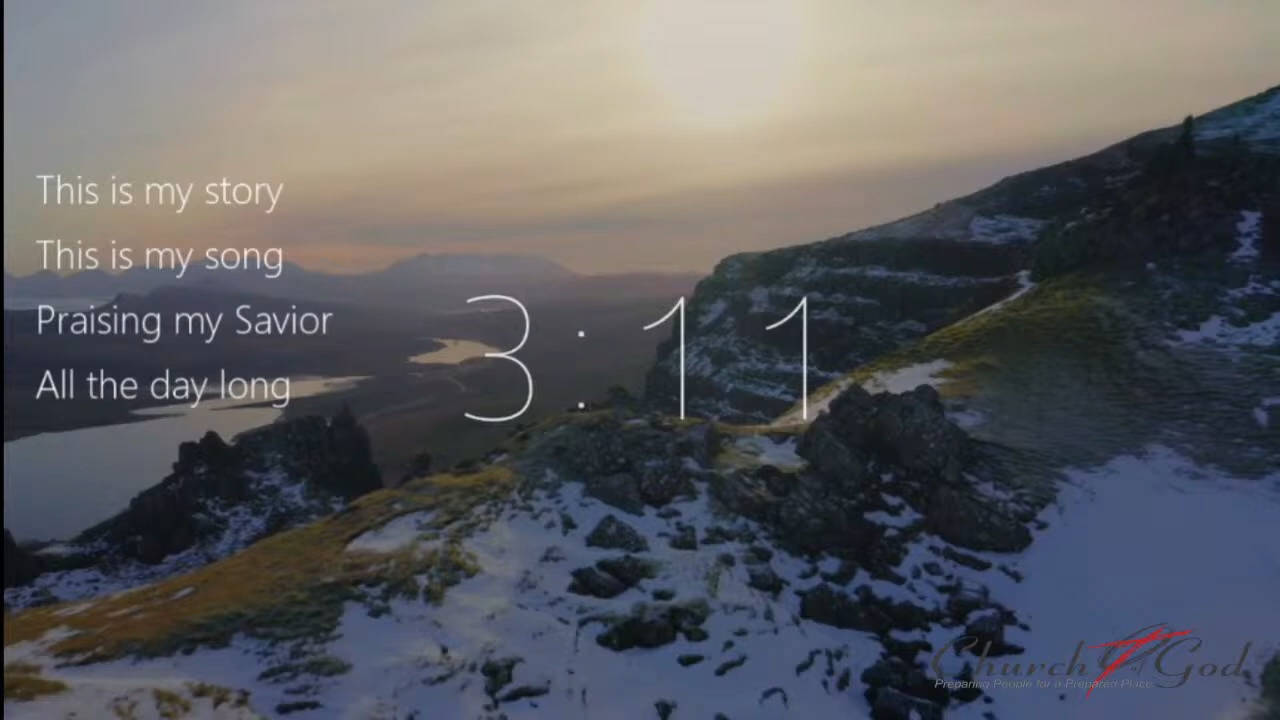 This is my story
This is my song
Praising my Savior
All the day long
3:11
Church of God
Preparing People for a Prepared Place